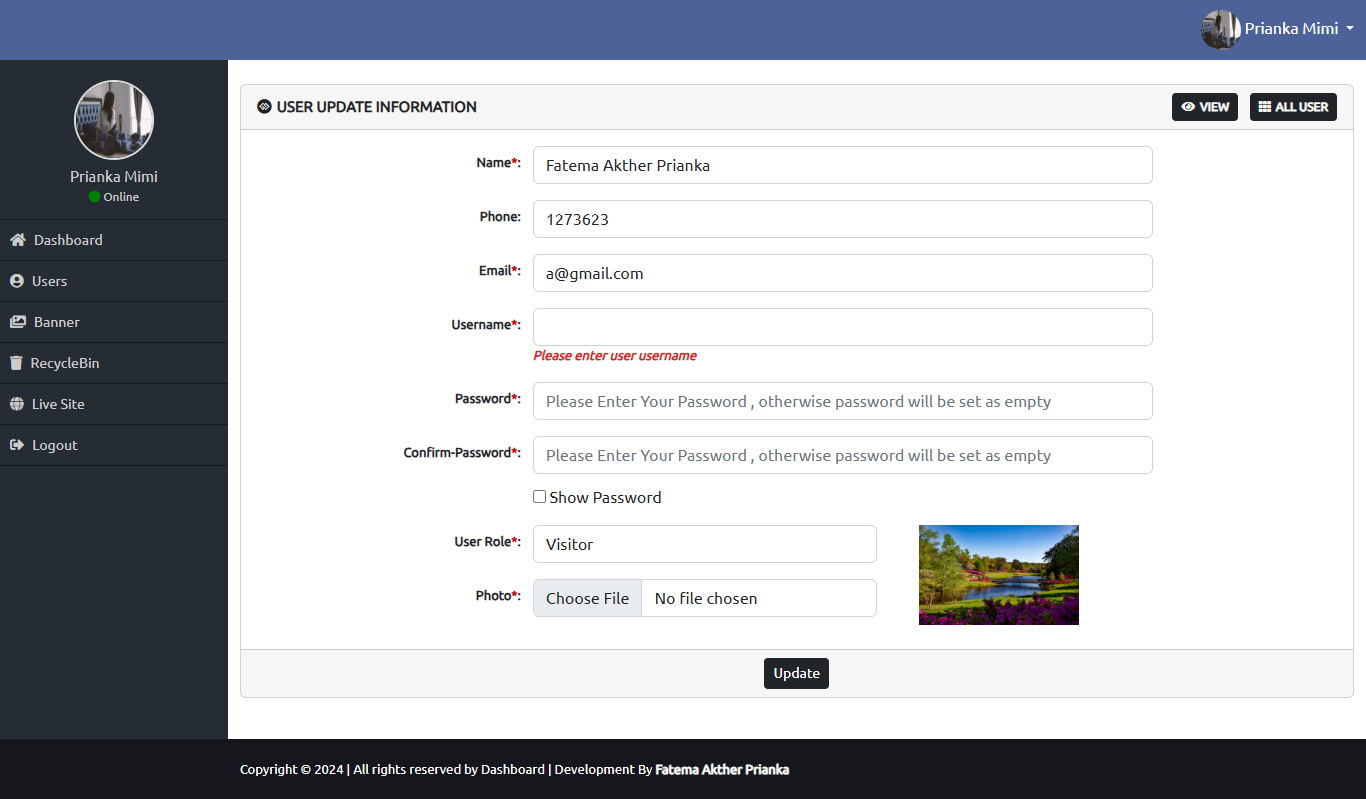 Prianka Mimi
Prianka Mimi
Online
Dashboard
Users
Banner
RecycleBin
Live Site
Logout
USER UPDATE INFORMATION
VIEW
ALL USER
Name*: Fatema Akther Prianka
Phone: 1273623
Email*: a@gmail.com
Username*:
Please enter user username
Password*: Please Enter Your Password , otherwise password will be set as empty
Confirm-Password*: Please Enter Your Password , otherwise password will be set as empty
Show Password
User Role*: Visitor
Photo*: Choose File No file chosen
Update
Copyright © 2024 | All rights reserved by Dashboard | Development By Fatema Akther Prianka